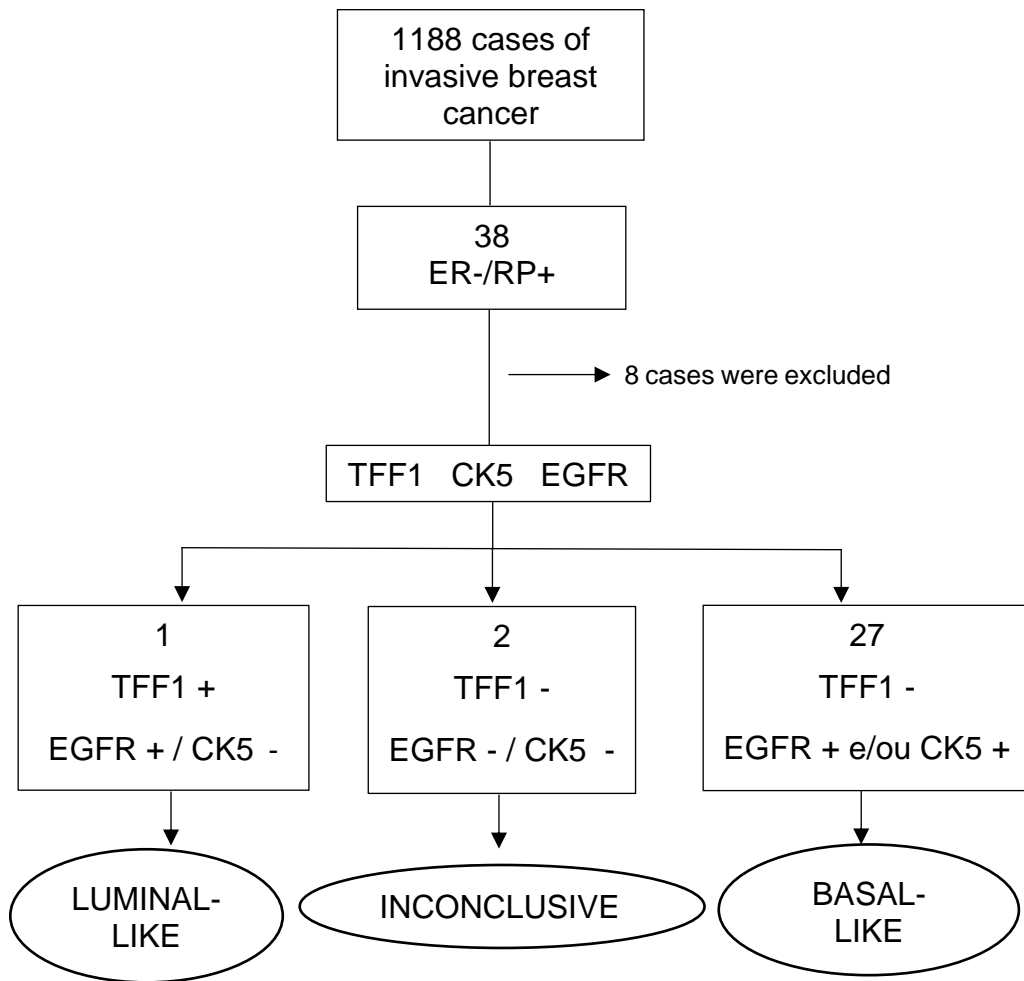 1188 cases of
invasive breast
cancer
38
ER-/RP+
8 cases were excluded
TFF1 CK5 EGFR
1
TFF1 +
EGFR + / CK5 -
2
TFF1 -
EGFR - / CK5 -
27
TFF1 -
EGFR + e/ou CK5 +
LUMINAL-
LIKE
INCONCLUSIVE
BASAL-
LIKE